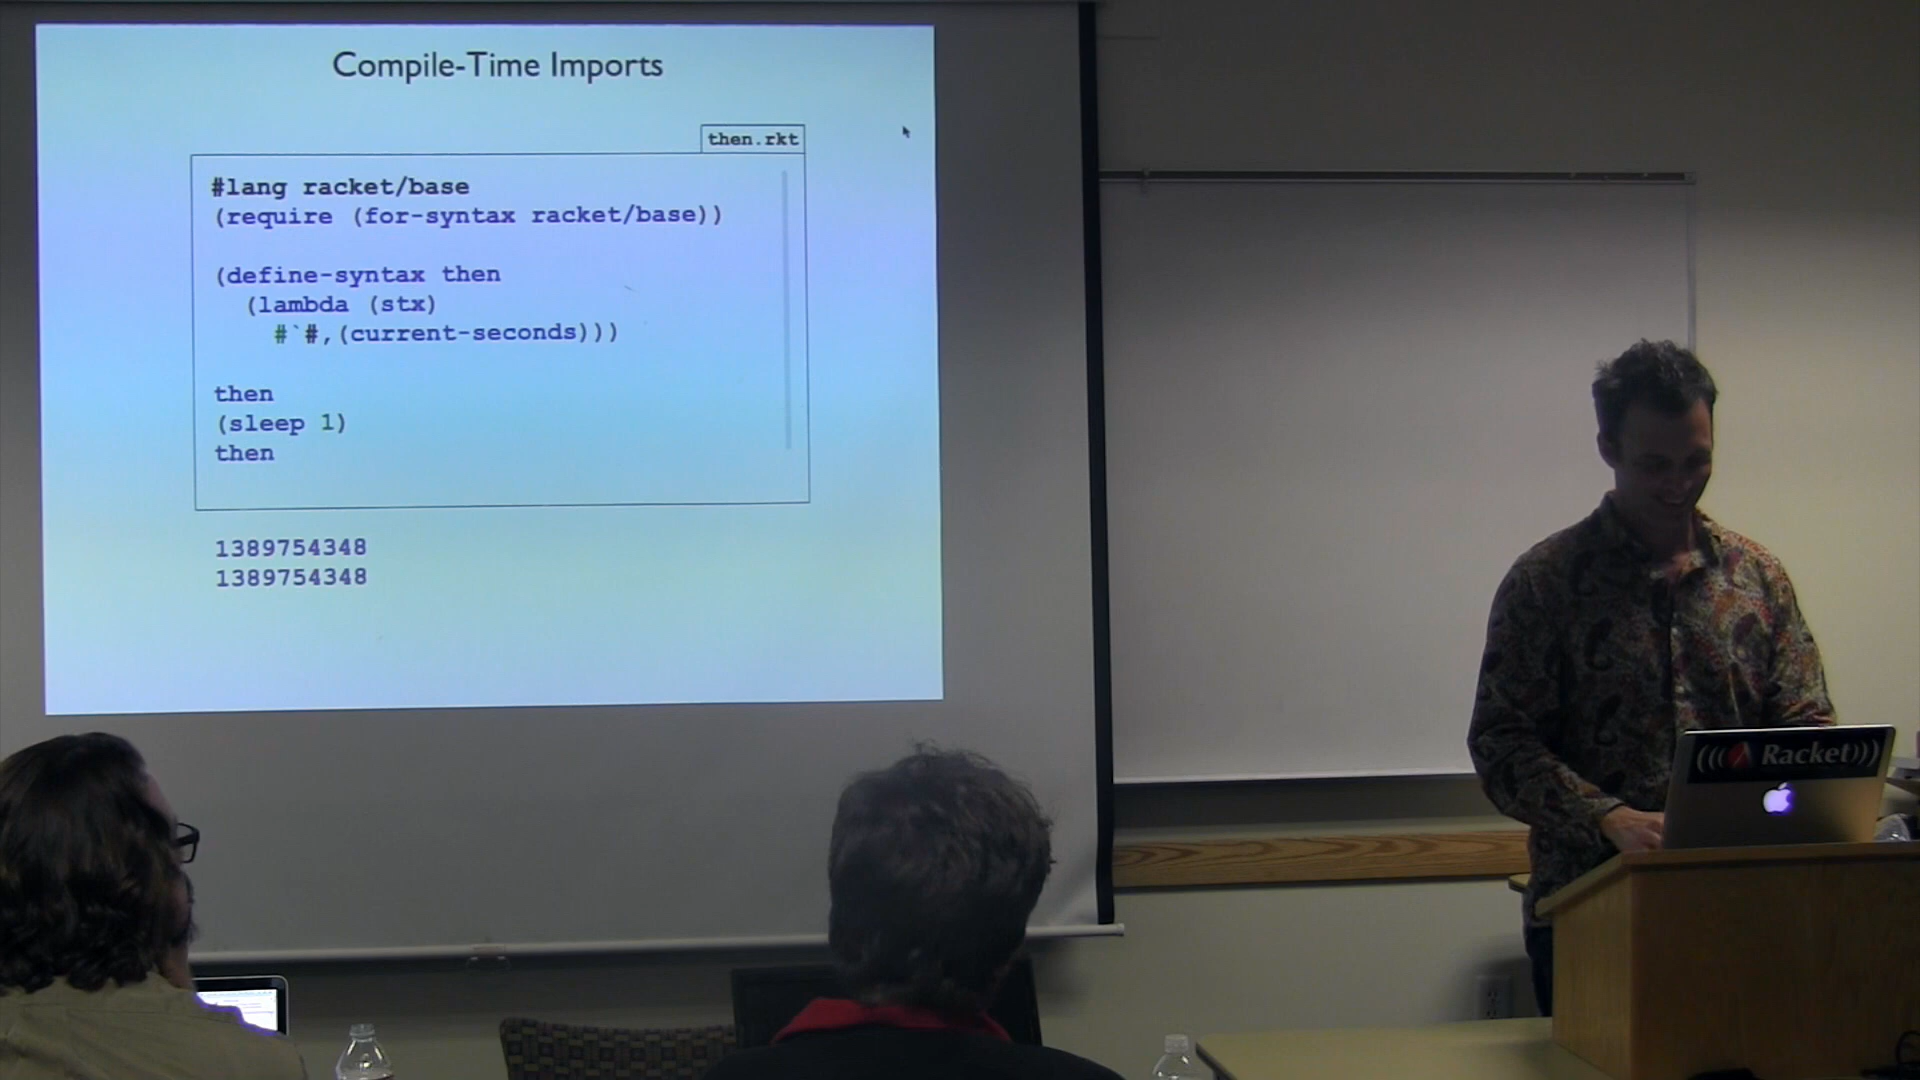 Compile-Time Imports
then.rkt
#lang racket/base
(require (for-syntax racket/base))
(define-syntax then
(lambda (stx)
#`#,(current-seconds)))
then
(sleep 1)
then
1389754348
1389754348
(((λ Racket)))